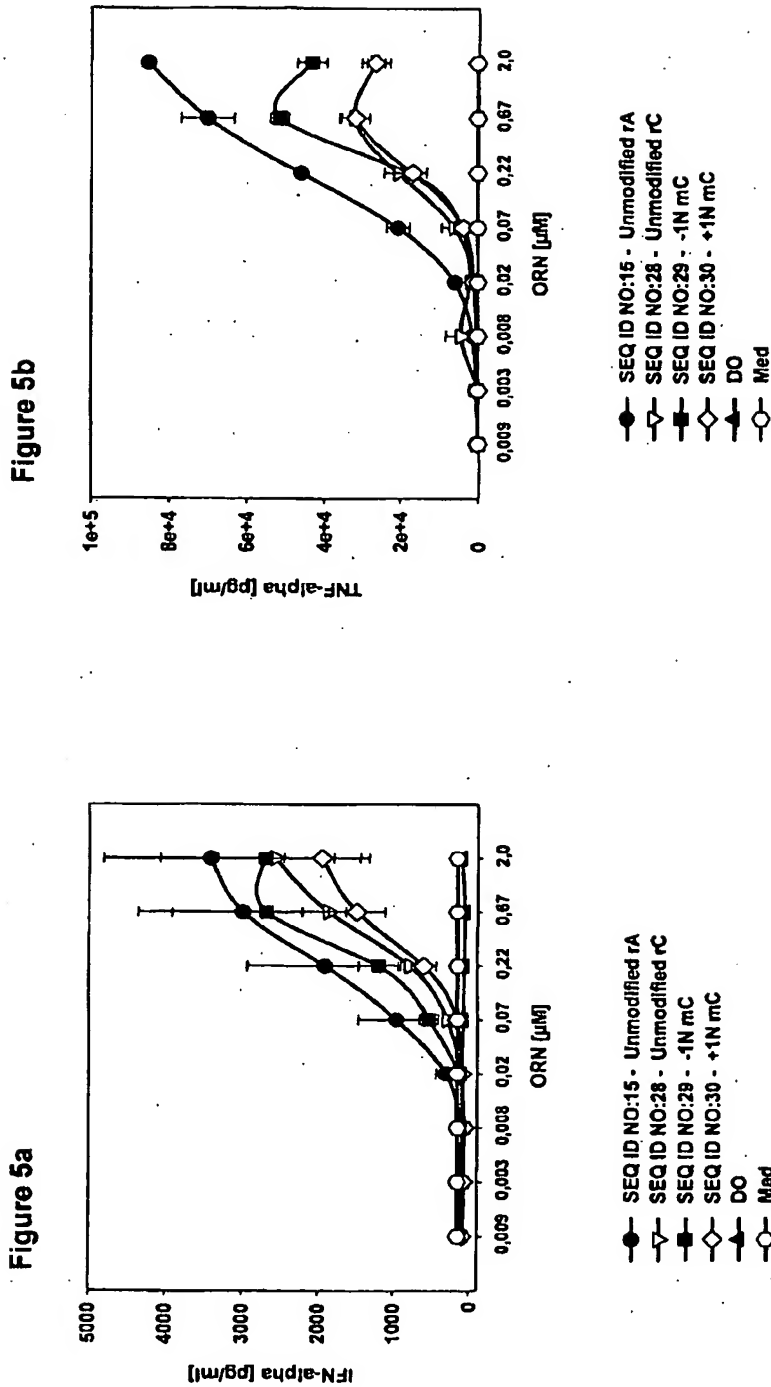 Figure 5a
5000
4000
3000
2000
1000
0
IFN-alpha [pg/ml]
0,009
0,003
0,008
0,02
0,07
0,22
0,67
2,0
ORN [µM]
SEQ ID NO:15 - Unmodified rA
SEQ ID NO:28 - Unmodified rC
SEQ ID NO:29 - -1N mC
SEQ ID NO:30 - +1N mC
DO
Med
Figure 5b
1e+5
8e+4
6e+4
4e+4
2e+4
0
TNF-alpha [pg/ml]
0,009
0,003
0,008
0,02
0,07
0,22
0,67
2,0
ORN [µM]
SEQ ID NO:15 - Unmodified rA
SEQ ID NO:28 - Unmodified rC
SEQ ID NO:29 - -1N mC
SEQ ID NO:30 - +1N mC
DO
Med